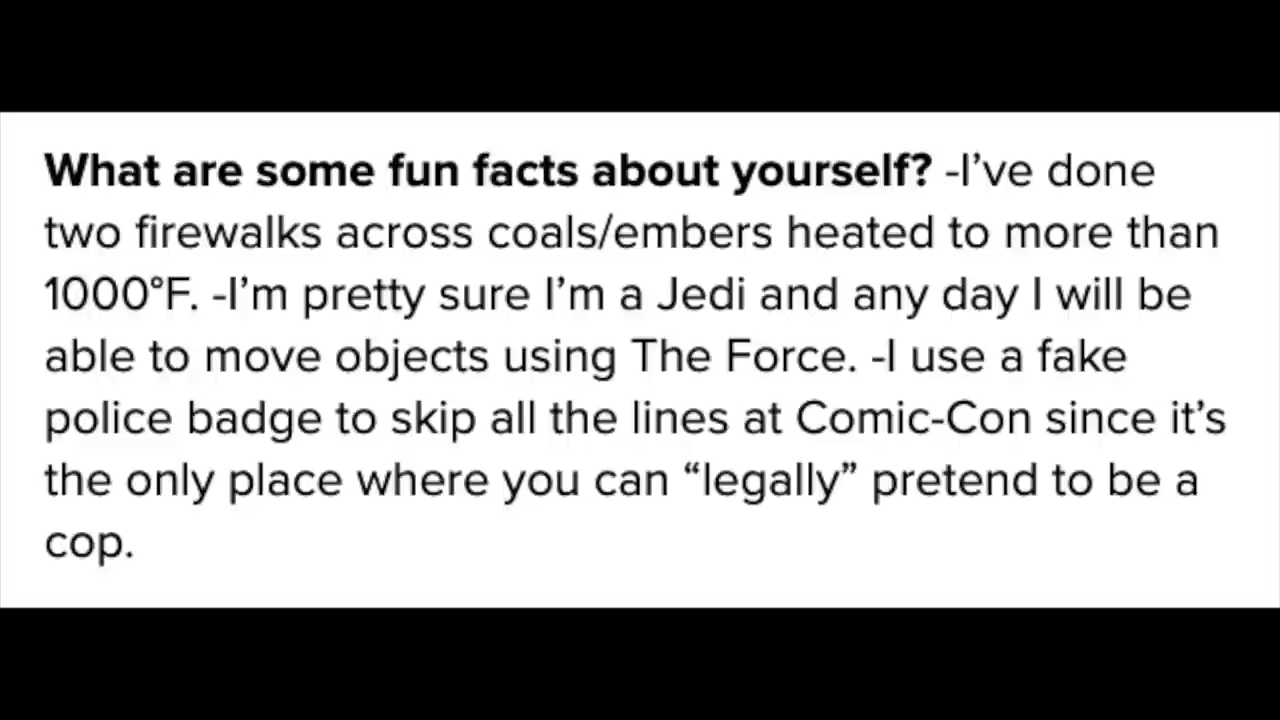 What are some fun facts about yourself? -I’ve done
two firewalks across coals/embers heated to more than
1000°F. -I’m pretty sure I’m a Jedi and any day I will be
able to move objects using The Force. -I use a fake
police badge to skip all the lines at Comic-Con since it’s
the only place where you can “legally” pretend to be a
cop.